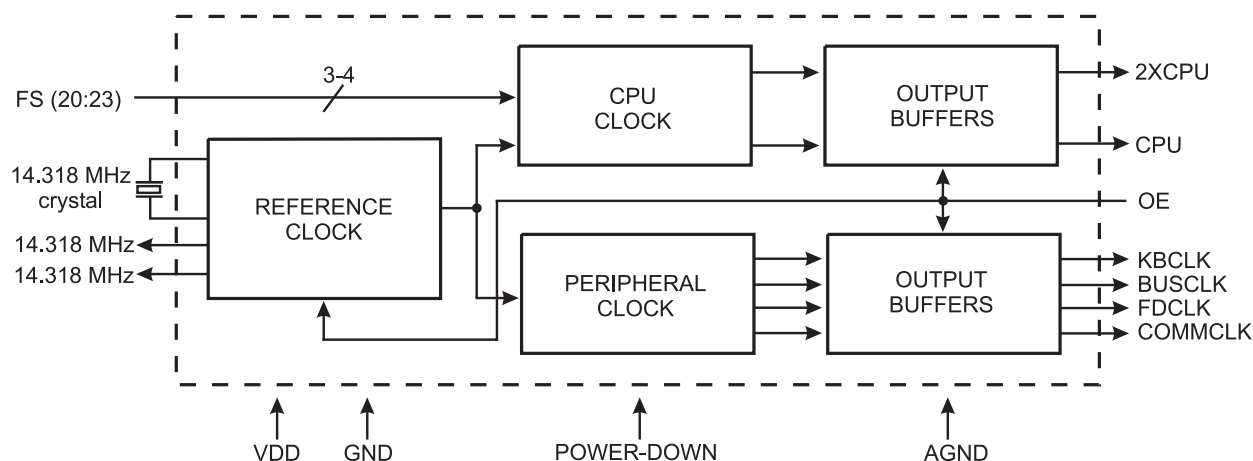 3-4
FS (20:23)
CPU
CLOCK
OUTPUT
BUFFERS
2XCPU
CPU
14.318 MHz
crystal
14.318 MHz
14.318 MHz
REFERENCE
CLOCK
OE
PERIPHERAL
CLOCK
OUTPUT
BUFFERS
KBCLK
BUSCLK
FDCLK
COMMCLK
VDD
GND
POWER-DOWN
AGND